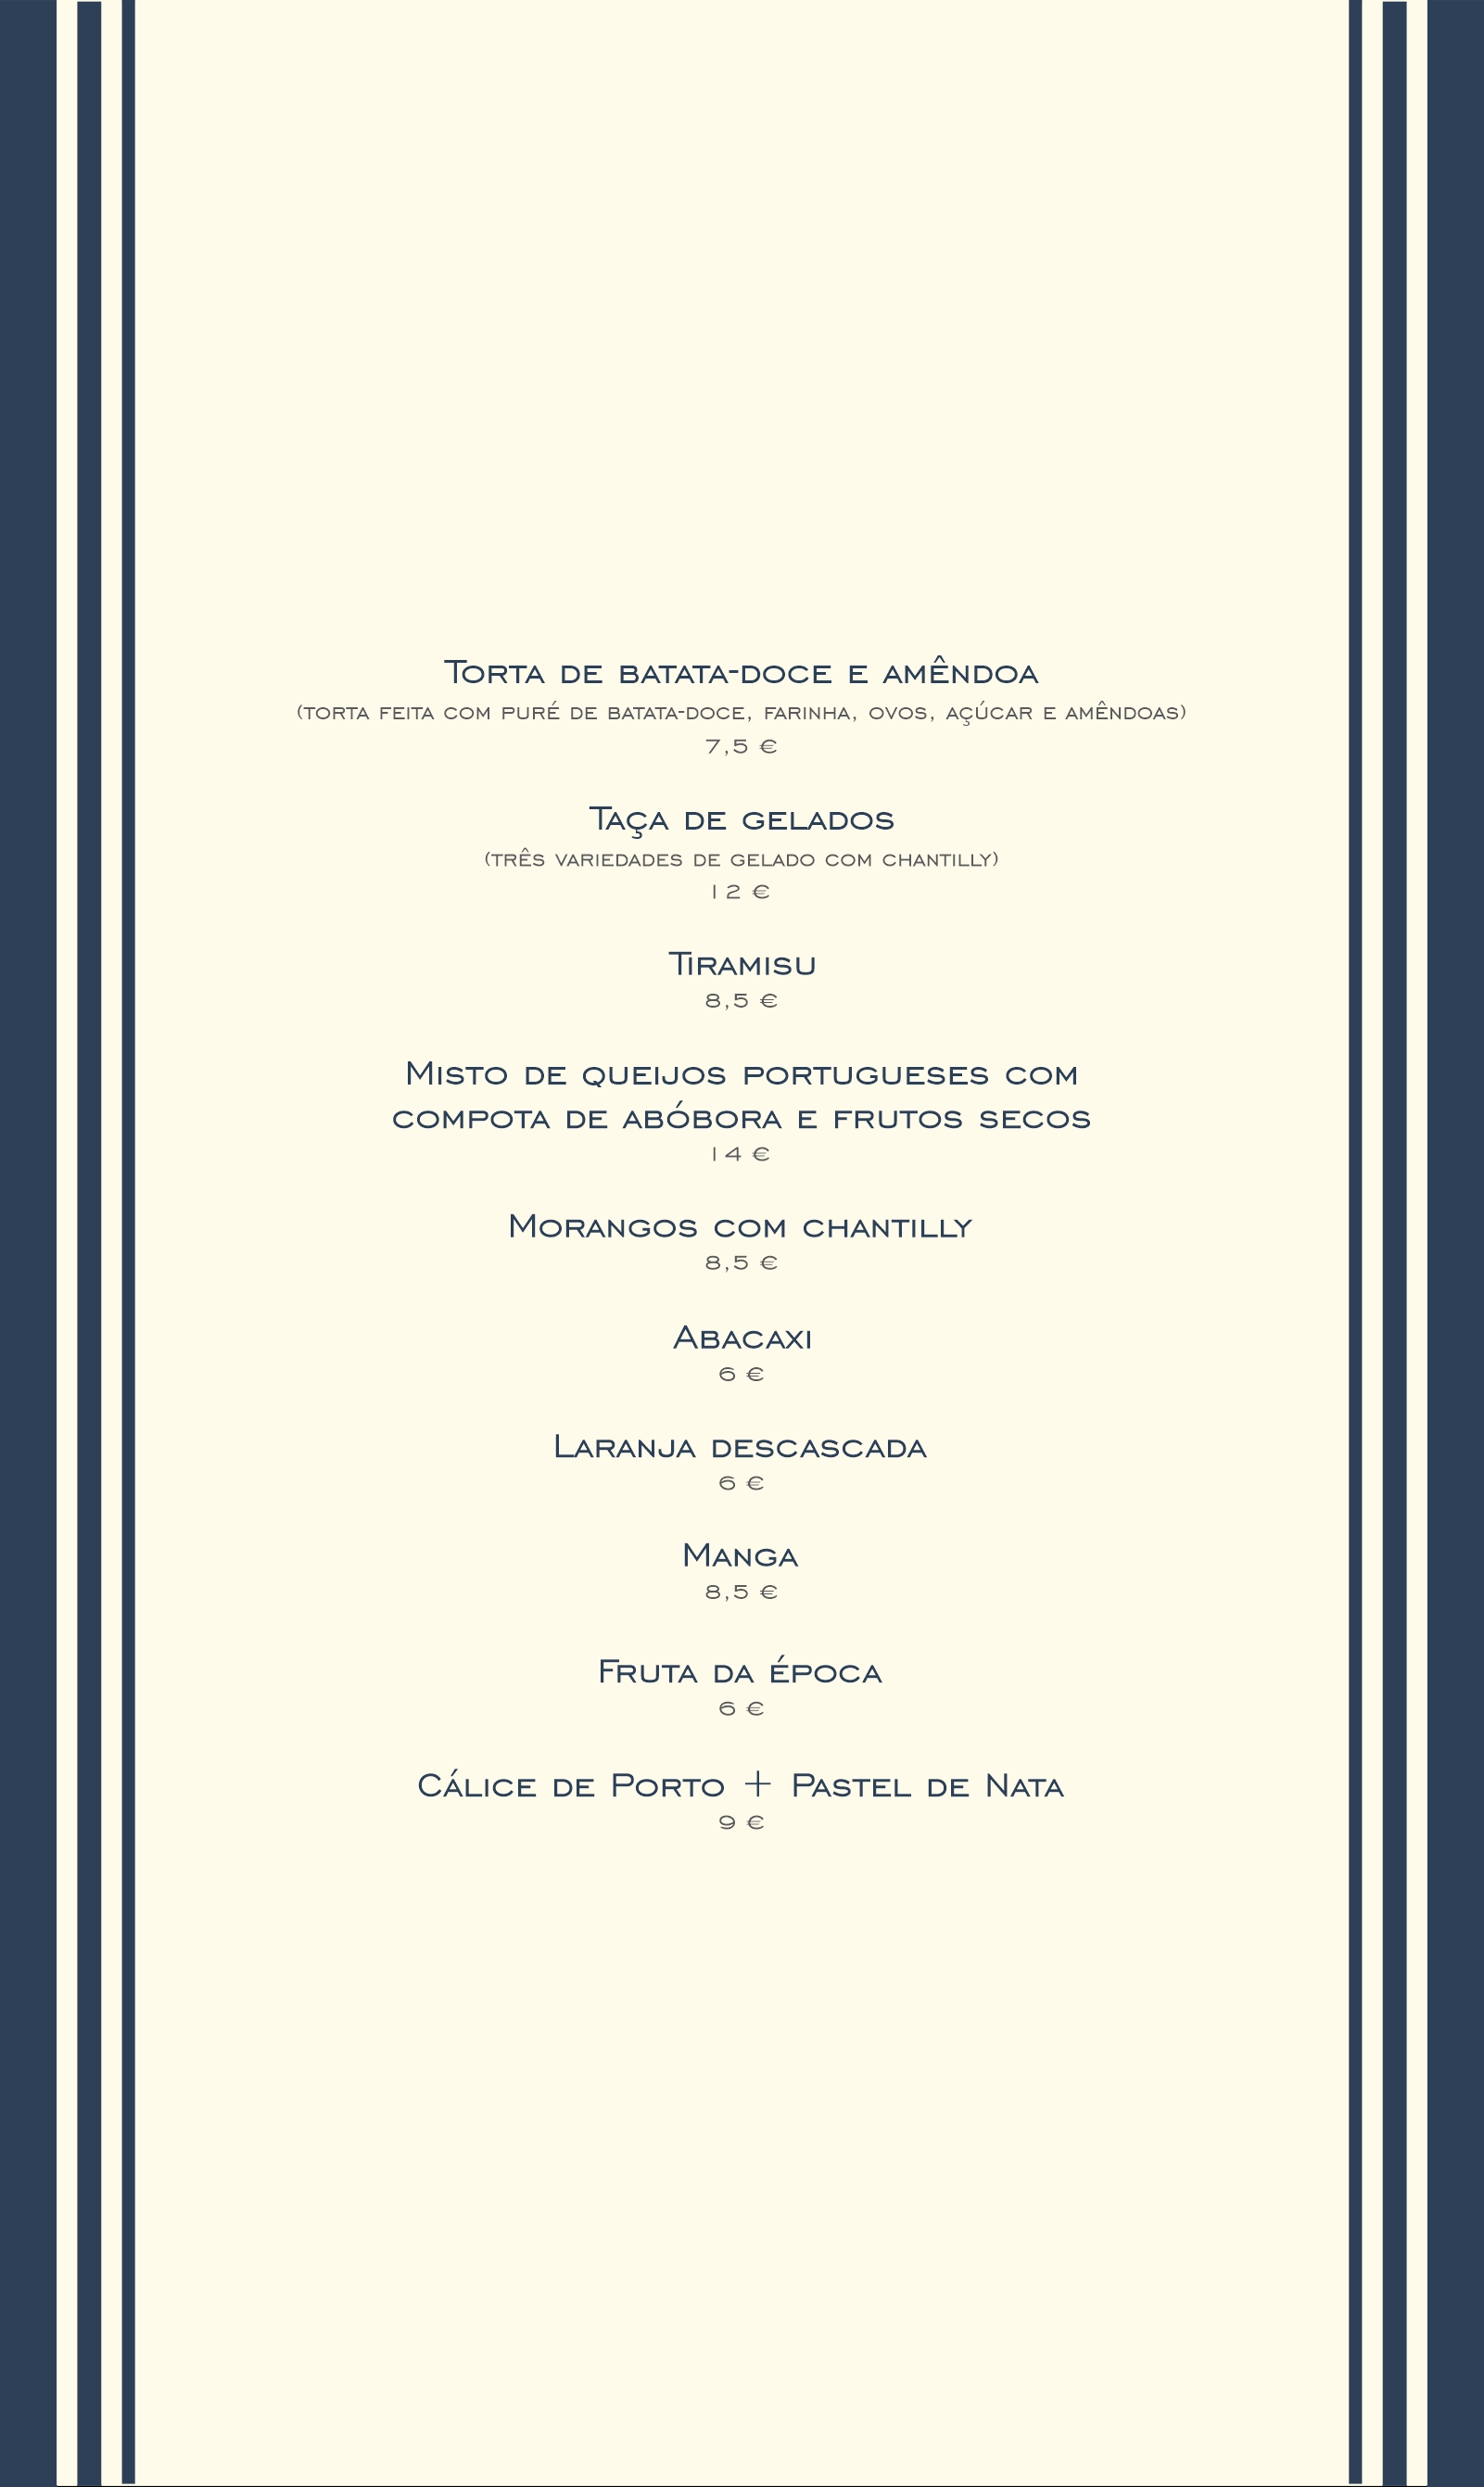 Torta de batata-doce e amêndoa
(torta feita com puré de batata-doce, farinha, ovos, açúcar e amêndoas)
7,5 €
Taça de gelados
(três variedades de gelado com chantilly)
12 €
Tiramisu
8,5 €
Misto de queijos portugueses com
compota de abóbora e frutos secos
14 €
Morangos com chantilly
8,5 €
Abacaxi
6 €
Laranja descascada
6 €
Manga
8,5 €
Fruta da época
6 €
Cálice de Porto + Pastel de Nata
9 €